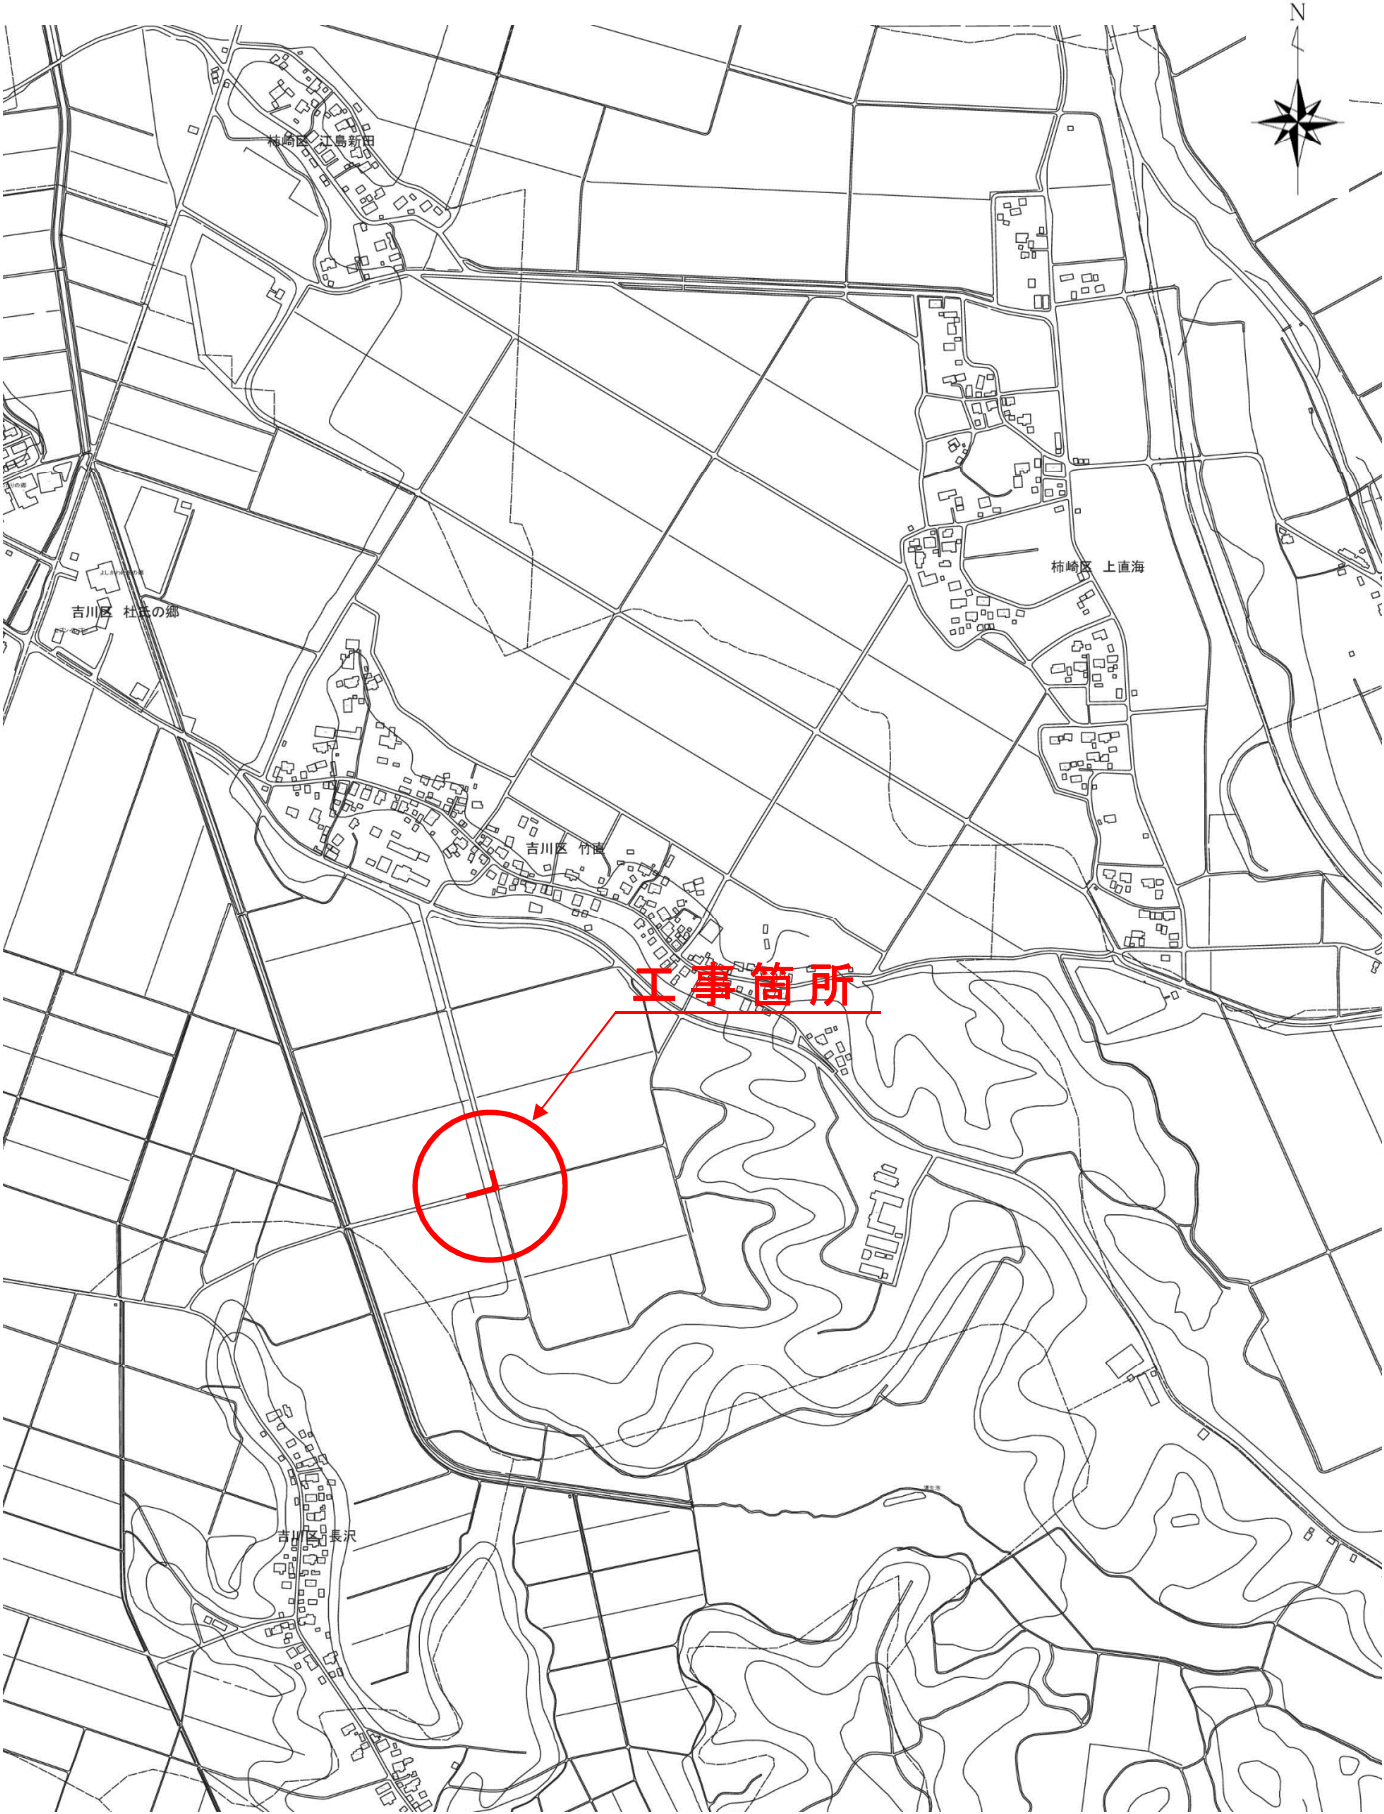 N
柿崎区 江島新田
柿崎区 上直海
吉川区 杜氏の郷
吉川区 竹直
工事箇所
吉川区 長沢